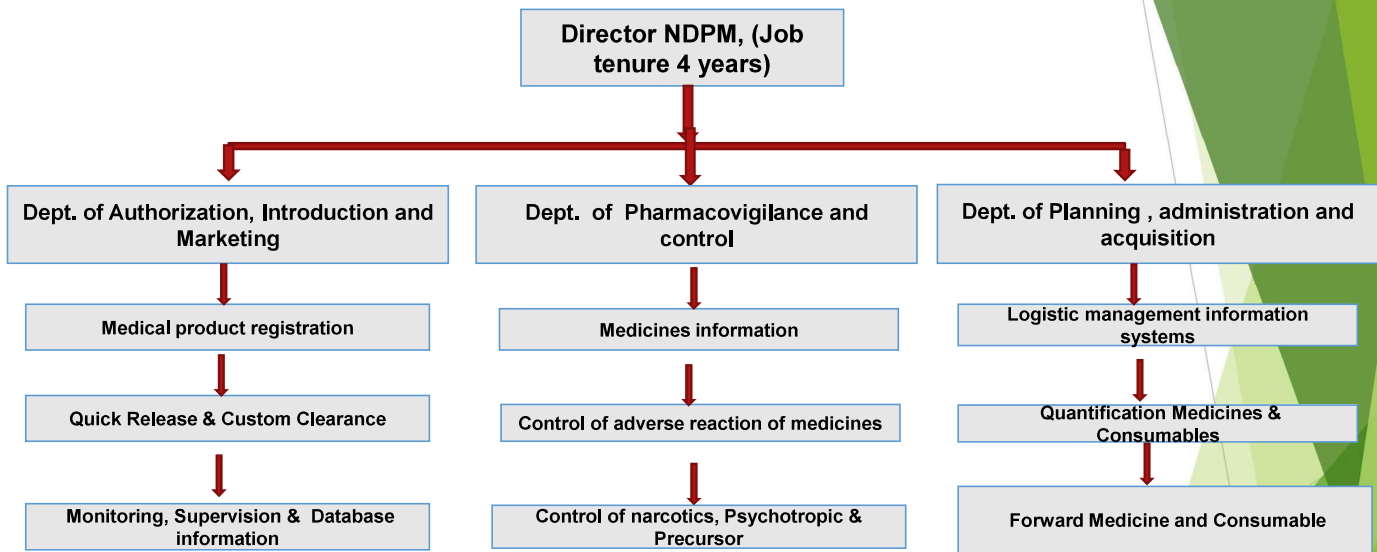 Director NDPM, (Job
tenure 4 years)
Dept. of Authorization, Introduction and
Marketing
Dept. of Pharmacovigilance and
control
Dept. of Planning , administration and
acquisition
Medical product registration
Medicines information
Logistic management information
systems
Quick Release & Custom Clearance
Control of adverse reaction of medicines
Quantification Medicines &
Consumables
Monitoring, Supervision & Database
information
Control of narcotics, Psychotropic &
Precursor
Forward Medicine and Consumable